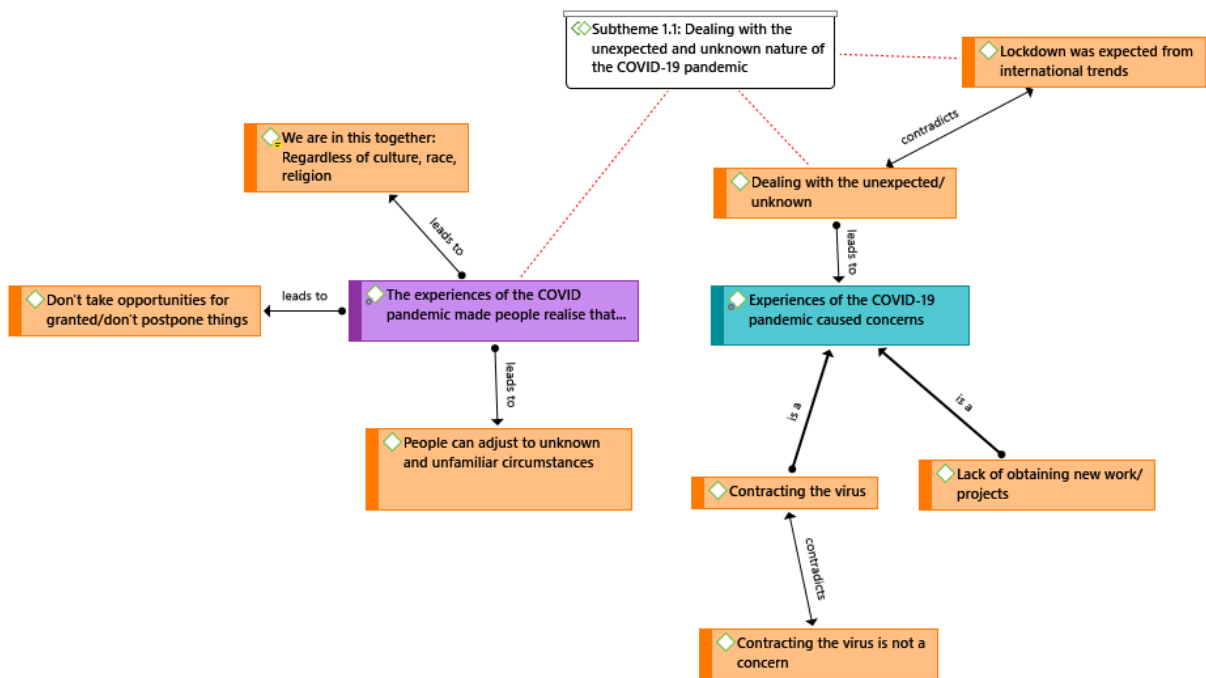 Subtheme 1.1: Dealing with the
unexpected and unknown nature of
the COVID-19 pandemic
Lockdown was expected from
international trends
contradicts
We are in this together:
Regardless of culture, race,
religion
Dealing with the unexpected/
unknown
leads to
leads to
Don't take opportunities for
granted/don't postpone things
leads to
The experiences of the COVID
pandemic made people realise that...
Experiences of the COVID-19
pandemic caused concerns
leads to
is a
is a
People can adjust to unknown
and unfamiliar circumstances
Contracting the virus
Lack of obtaining new work/
projects
contradicts
Contracting the virus is not a
concern